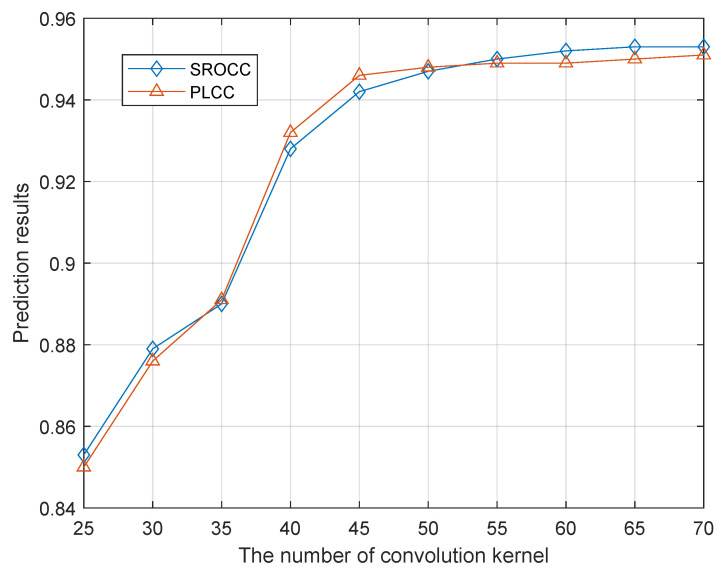 0.96
0.94
0.92
0.9
0.88
0.86
0.84
Prediction results
SROCC
PLCC
25 30 35 40 45 50 55 60 65 70
The number of convolution kernel